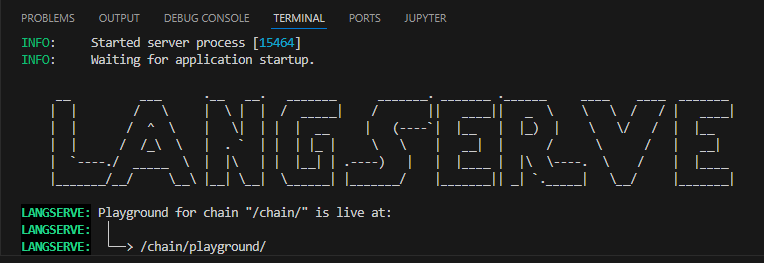 PROBLEMS OUTPUT DEBUG CONSOLE TERMINAL PORTS JUPYTER
INFO: Started server process [15464]
INFO: Waiting for application startup.
LANGSERVE
LANGSERVE: Playground for chain "/chain/" is live at:
LANGSERVE: │
LANGSERVE: └──> /chain/playground/